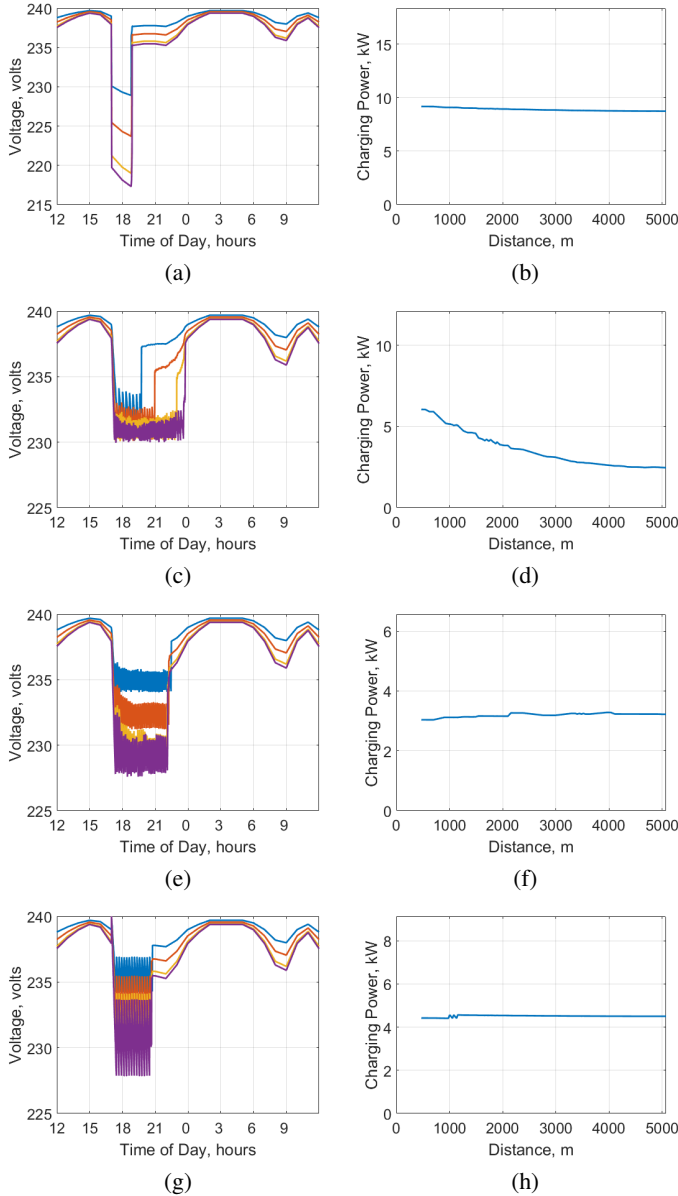 240
235
230
225
220
215
Voltage, volts
12 15 18 21 0 3 6 9
Time of Day, hours
(a)
15
10
5
0
Charging Power, kW
0 1000 2000 3000 4000 5000
Distance, m
(b)
240
235
230
225
Voltage, volts
12 15 18 21 0 3 6 9
Time of Day, hours
(c)
10
5
0
Charging Power, kW
0 1000 2000 3000 4000 5000
Distance, m
(d)
240
235
230
225
Voltage, volts
12 15 18 21 0 3 6 9
Time of Day, hours
(e)
6
4
2
0
Charging Power, kW
0 1000 2000 3000 4000 5000
Distance, m
(f)
240
235
230
225
Voltage, volts
12 15 18 21 0 3 6 9
Time of Day, hours
(g)
8
6
4
2
0
Charging Power, kW
0 1000 2000 3000 4000 5000
Distance, m
(h)